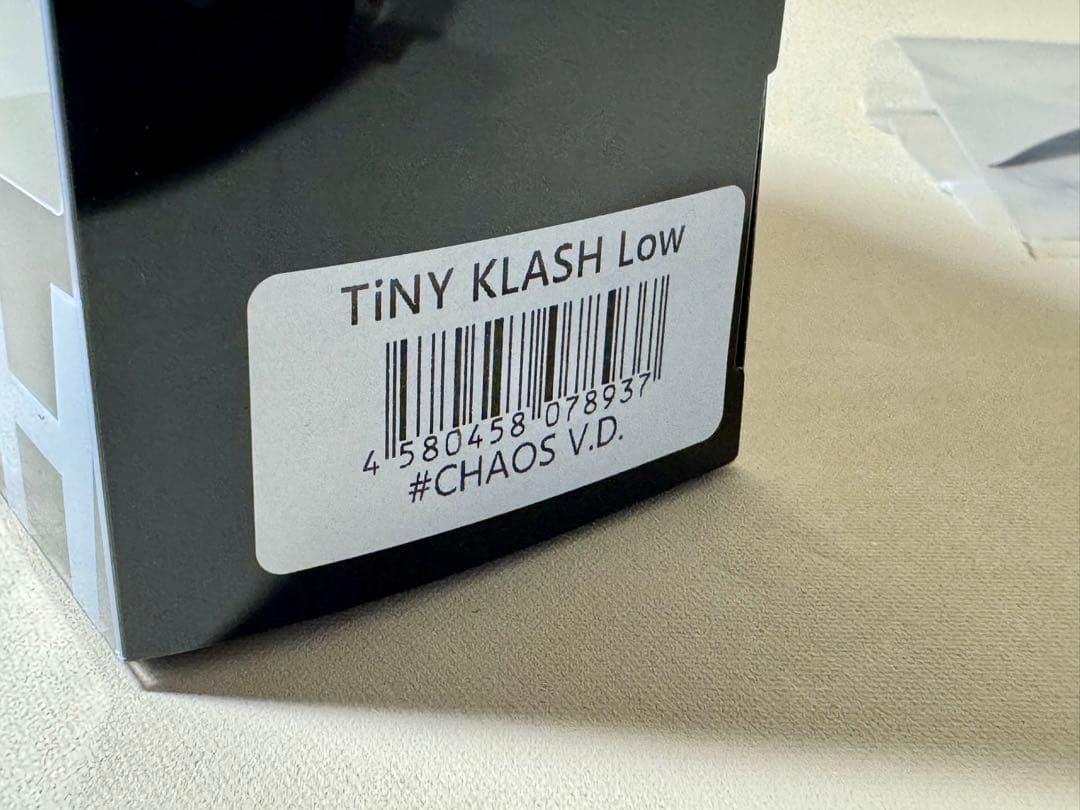 TiNY KLASH Low
4 580458 078937
#CHAOS V.D.